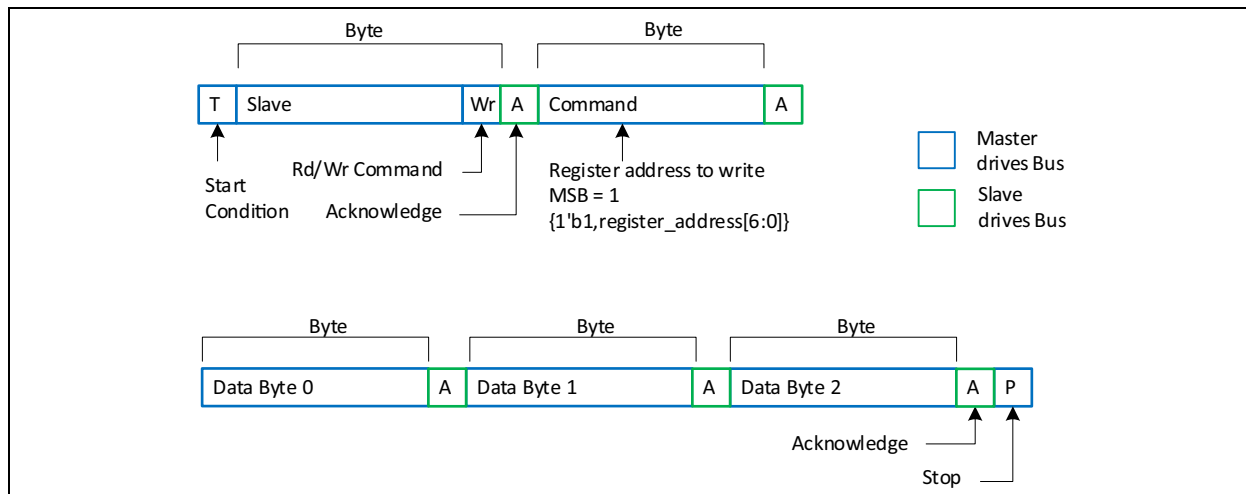 Byte
Byte
T
Slave
Wr
A
Command
A
Master
drives Bus
Rd/Wr Command
Register address to write
Start
Condition
Acknowledge
MSB = 1
{1'b1,register_address[6:0]}
Slave
drives Bus
Byte
Byte
Byte
Data Byte 0
A
Data Byte 1
A
Data Byte 2
A
P
Acknowledge
Stop